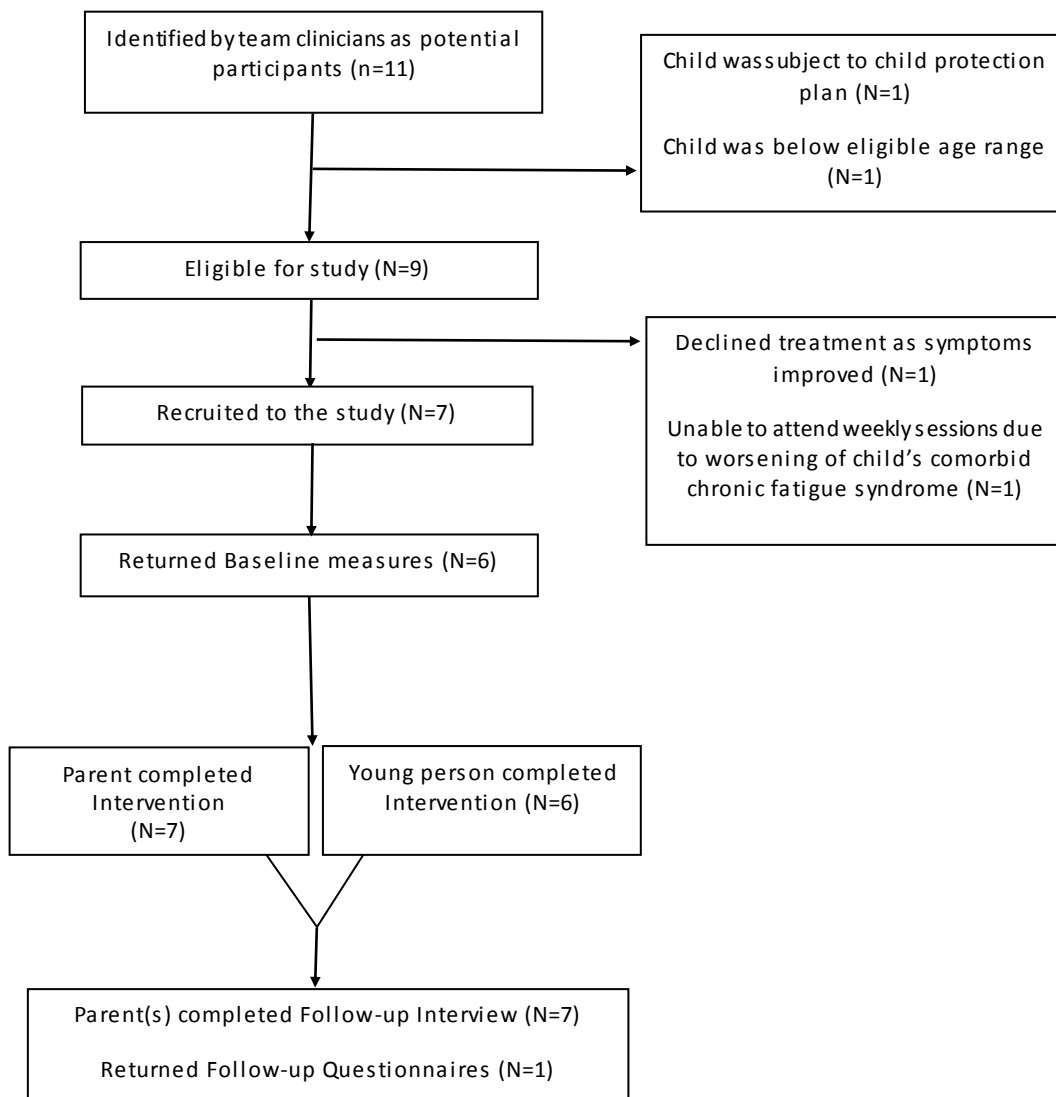 Identified by team clinicians as potential
participants (n=11)
Child was subject to child protection
plan (N=1)
Child was below eligible age range
(N=1)
Eligible for study (N=9)
Declined treatment as symptoms
improved (N=1)
Unable to attend weekly sessions due
to worsening of child’s comorbid
chronic fatigue syndrome (N=1)
Recruited to the study (N=7)
Returned Baseline measures (N=6)
Parent completed
Intervention
(N=7)
Young person completed
Intervention (N=6)
Parent(s) completed Follow-up Interview (N=7)
Returned Follow-up Questionnaires (N=1)